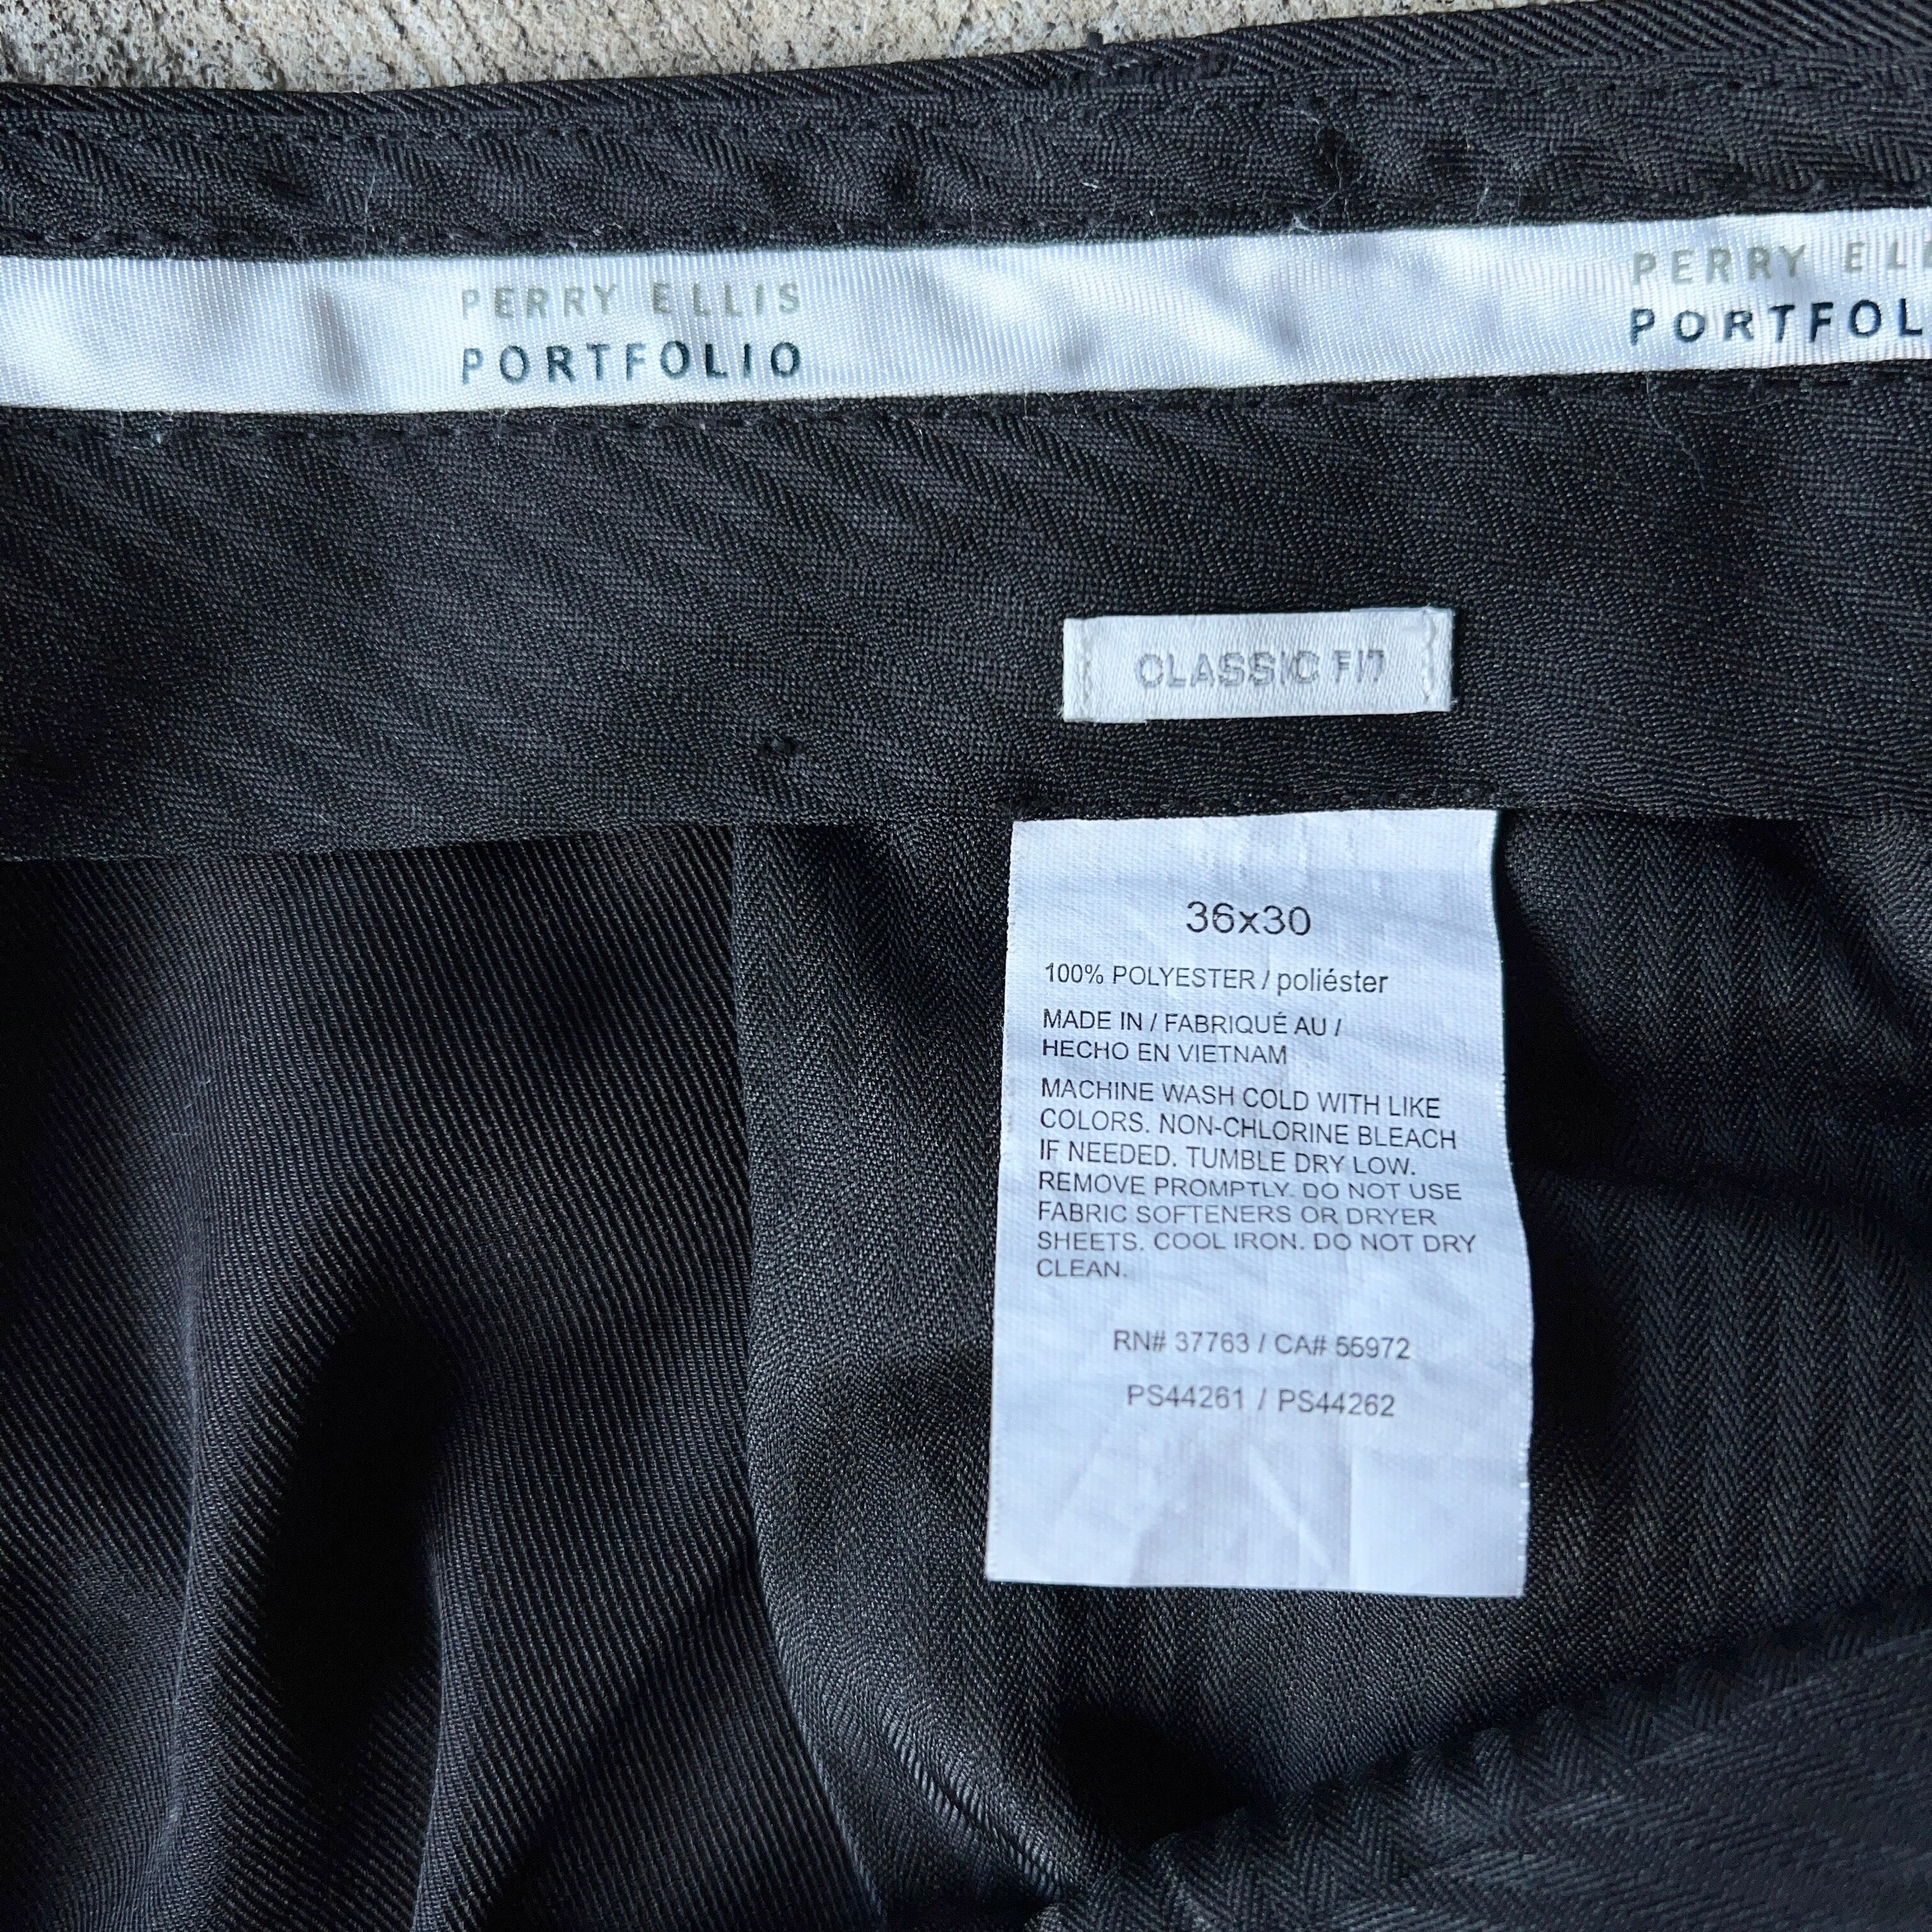 PERRY ELLIS
PORTFOLIO
PERRY ELL
PORTFOL
CLASSIC FIT
36x30
100% POLYESTER / poliéster
MADE IN / FABRIQUÉ AU /
HECHO EN VIETNAM
MACHINE WASH COLD WITH LIKE
COLORS. NON-CHLORINE BLEACH
IF NEEDED. TUMBLE DRY LOW.
REMOVE PROMPTLY. DO NOT USE
FABRIC SOFTENERS OR DRYER
SHEETS. COOL IRON. DO NOT DRY
CLEAN.
RN# 37763 / CA# 55972
PS44261 / PS44262